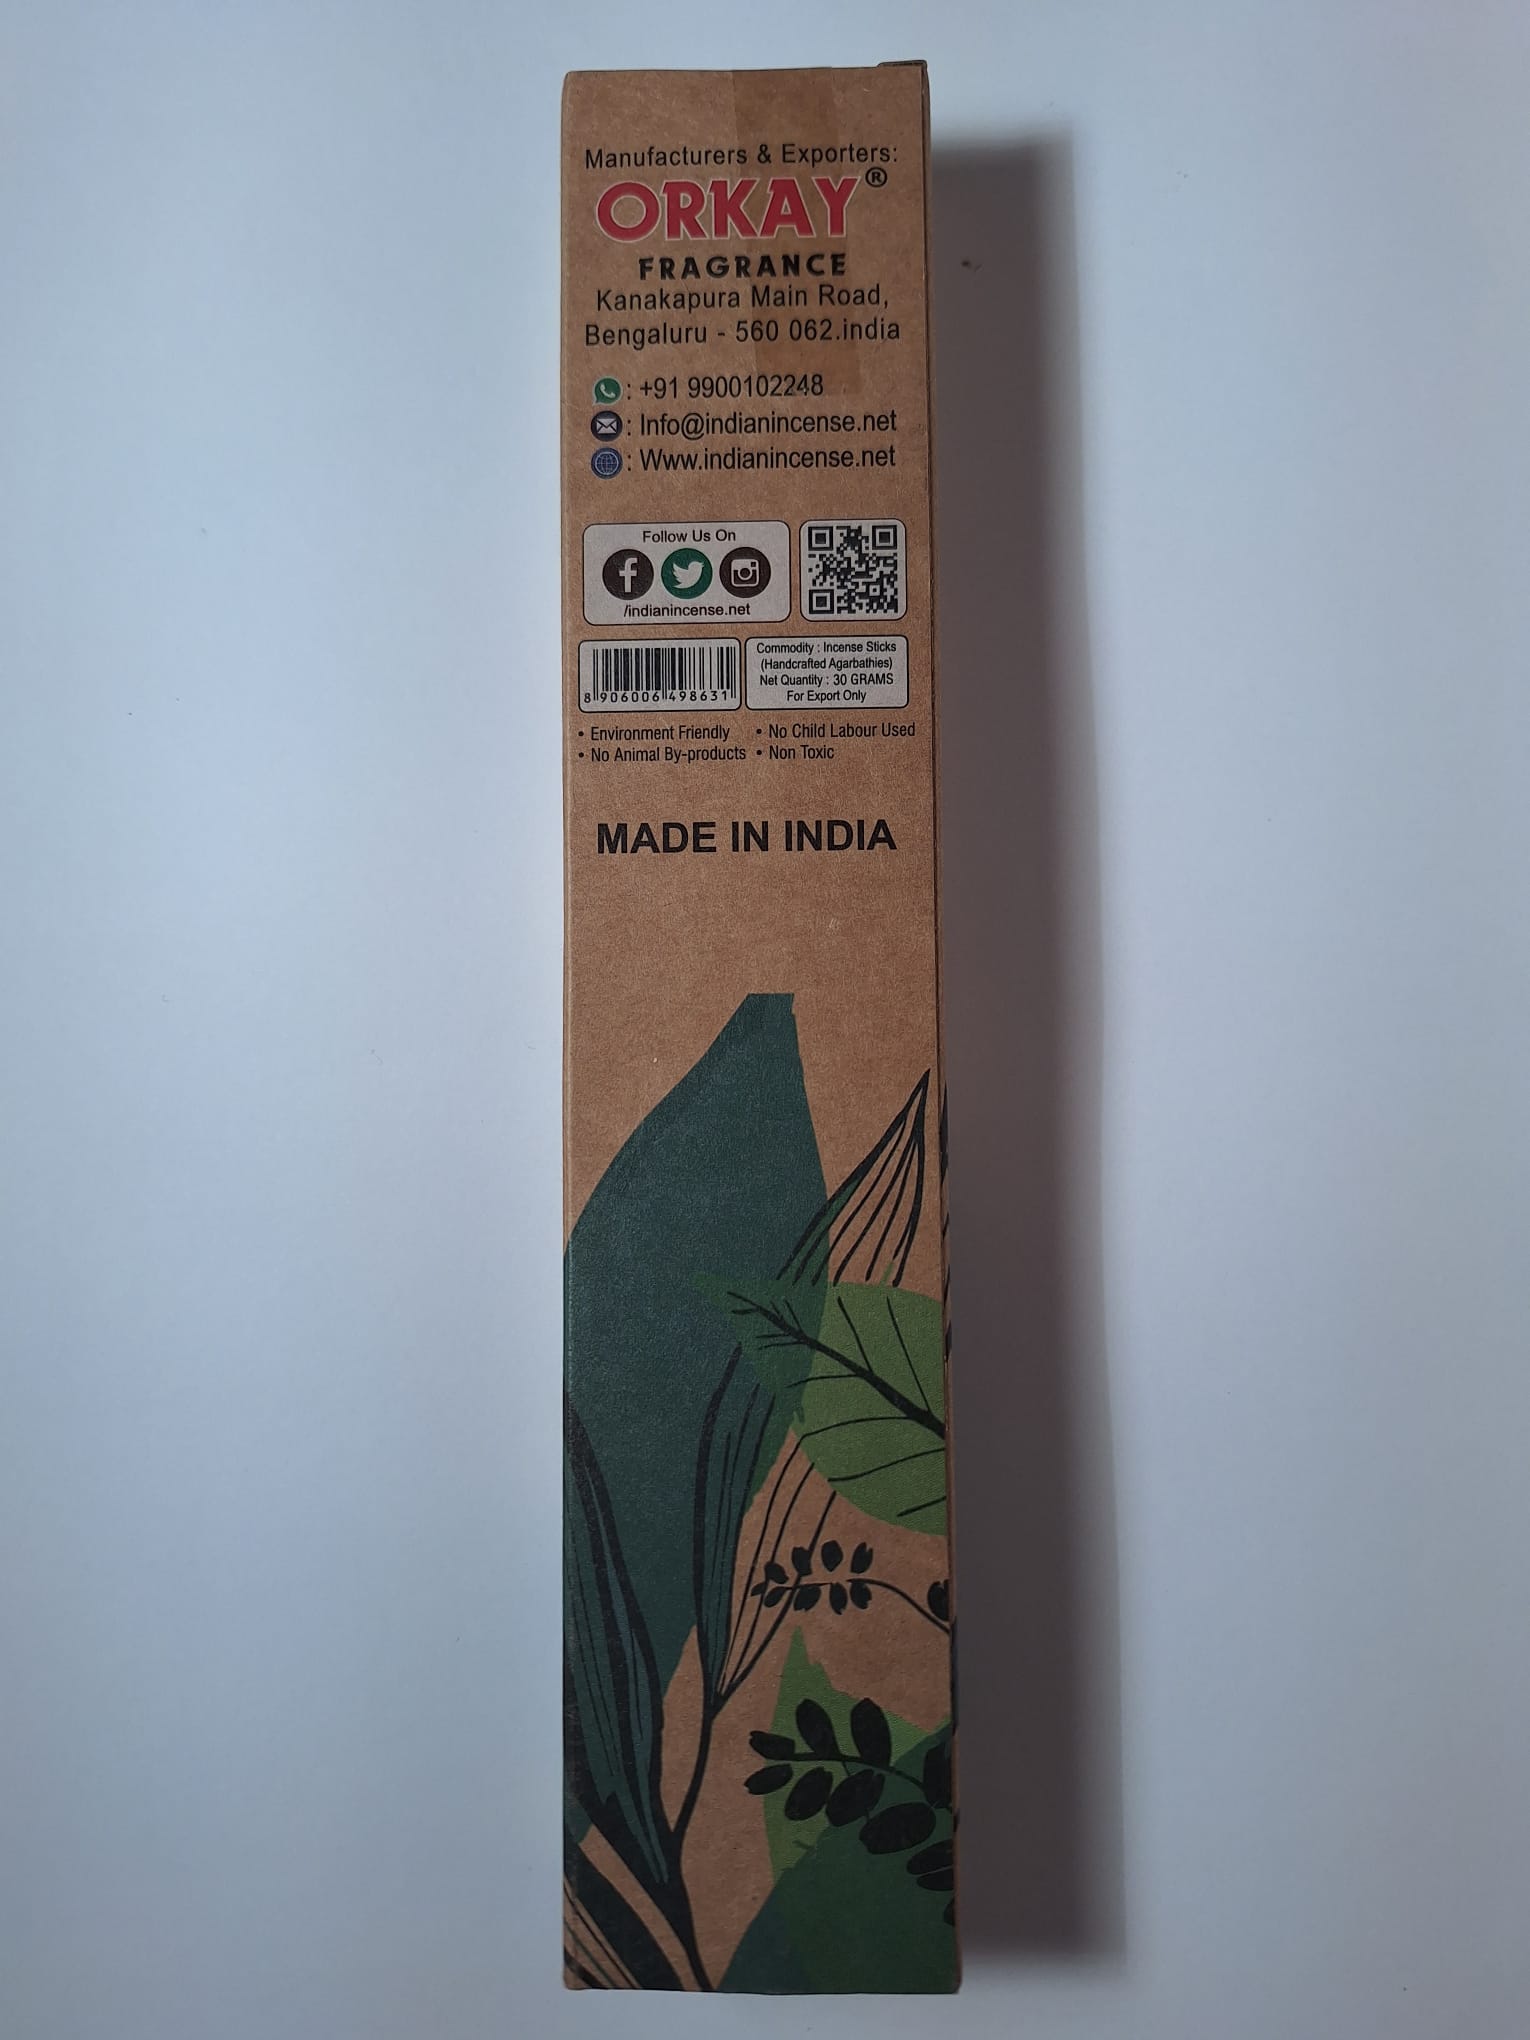 Manufacturers & Exporters:
ORKAY®
FRAGRANCE
Kanakapura Main Road,
Bengaluru - 560 062.india
: +91 9900102248
: Info@indianincense.net
: Www.indianincense.net
Follow Us On
/indianincense.net
8 906006 498631
Commodity : Incense Sticks
(Handcrafted Agarbathies)
Net Quantity : 30 GRAMS
For Export Only
• Environment Friendly • No Child Labour Used
• No Animal By-products • Non Toxic
MADE IN INDIA